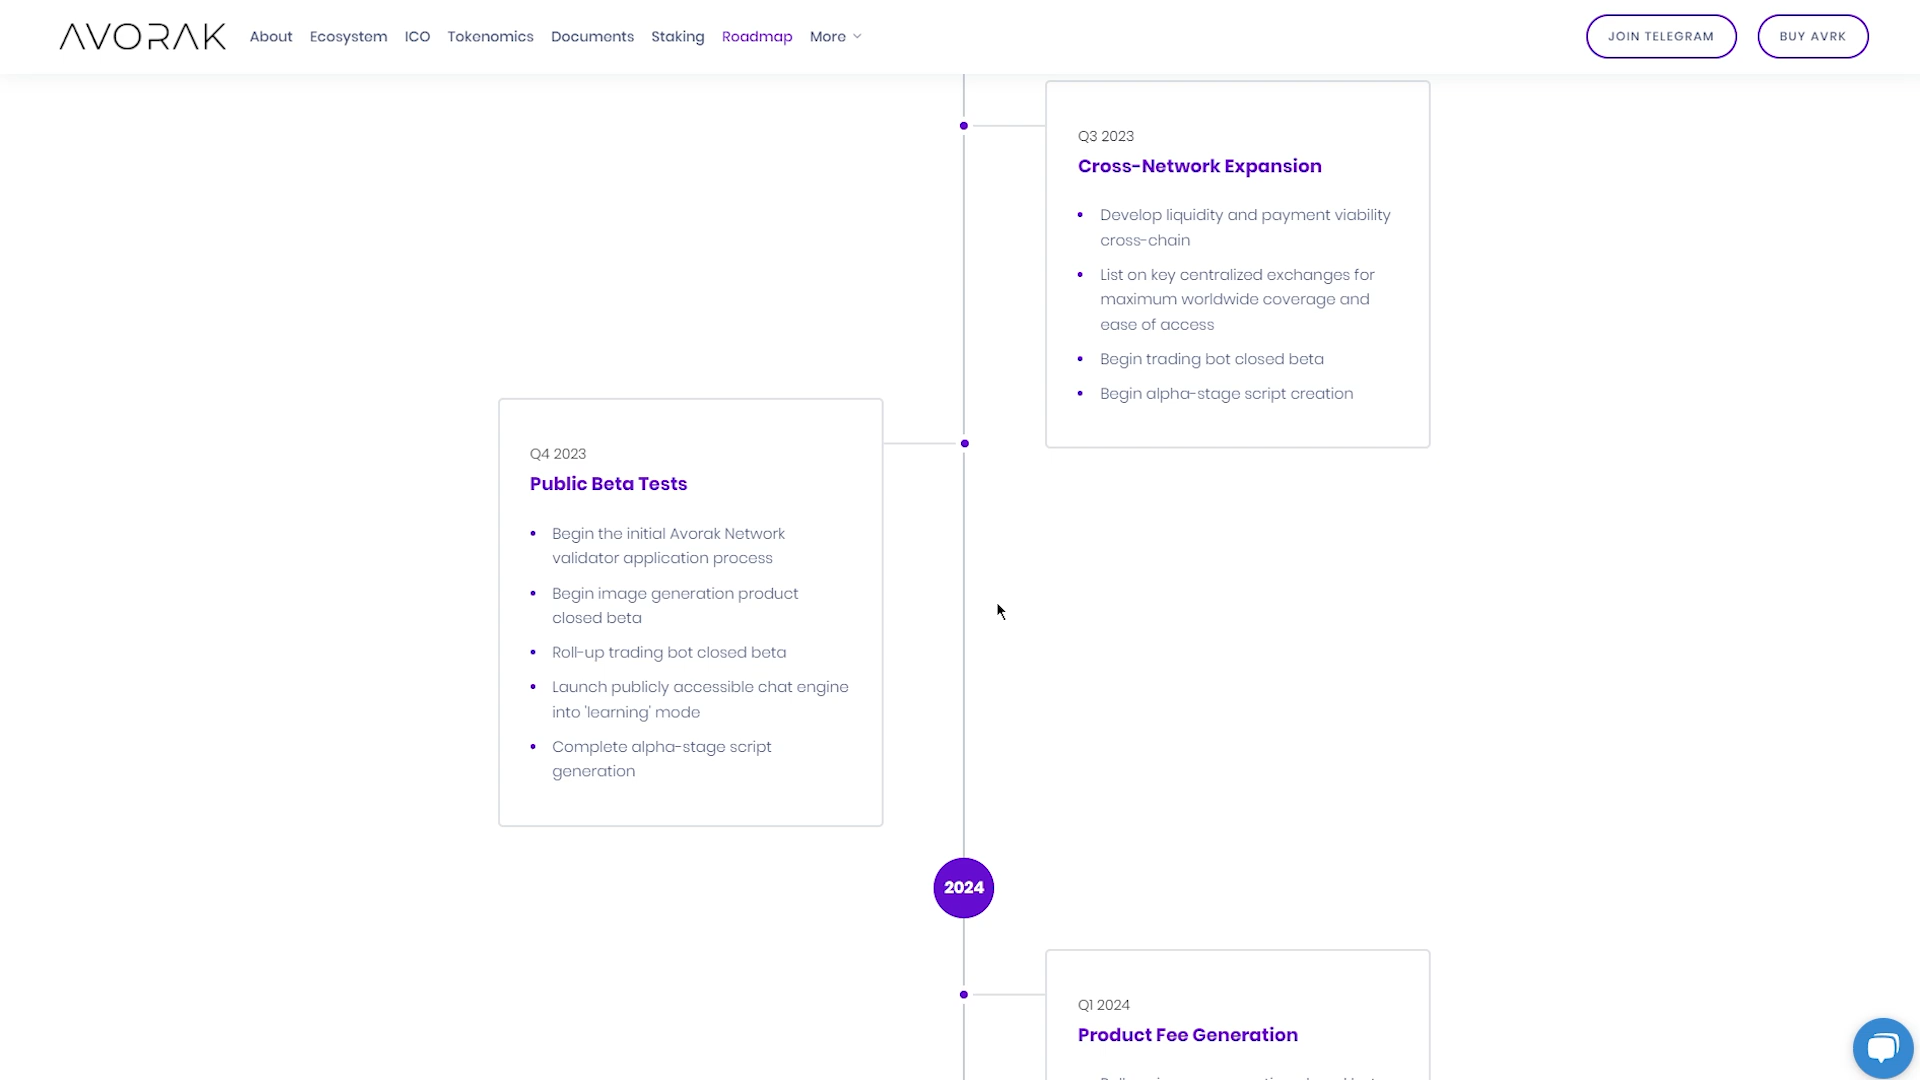 AVORAK About Ecosystem ICO Tokenomics Documents Staking Roadmap More JOIN TELEGRAM BUY AVRK
Q3 2023
Cross-Network Expansion
Develop liquidity and payment viability
cross-chain
List on key centralized exchanges for
maximum worldwide coverage and
ease of access
Begin trading bot closed beta
Begin alpha-stage script creation
Q4 2023
Public Beta Tests
Begin the initial Avorak Network
validator application process
Begin image generation product
closed beta
Roll-up trading bot closed beta
Launch publicly accessible chat engine
into 'learning' mode
Complete alpha-stage script
generation
2024
Q1 2024
Product Fee Generation